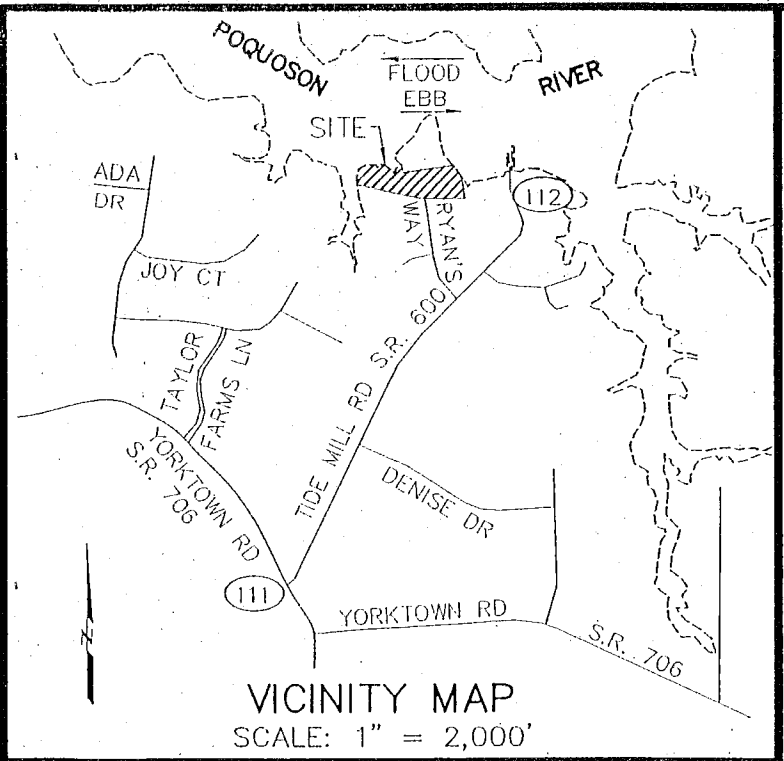 POQUOSON
RIVER
FLOOD
EBB
SITE
ADA
DR
112
RYAN'S
WAY
JOY CT
TIDE MILL RD S.R. 600
TAYLOR
FARMS LN
YORKTOWN RD
S.R. 706
DENISE DR
111
YORKTOWN RD
S.R. 706
N
VICINITY MAP
SCALE: 1" = 2,000'